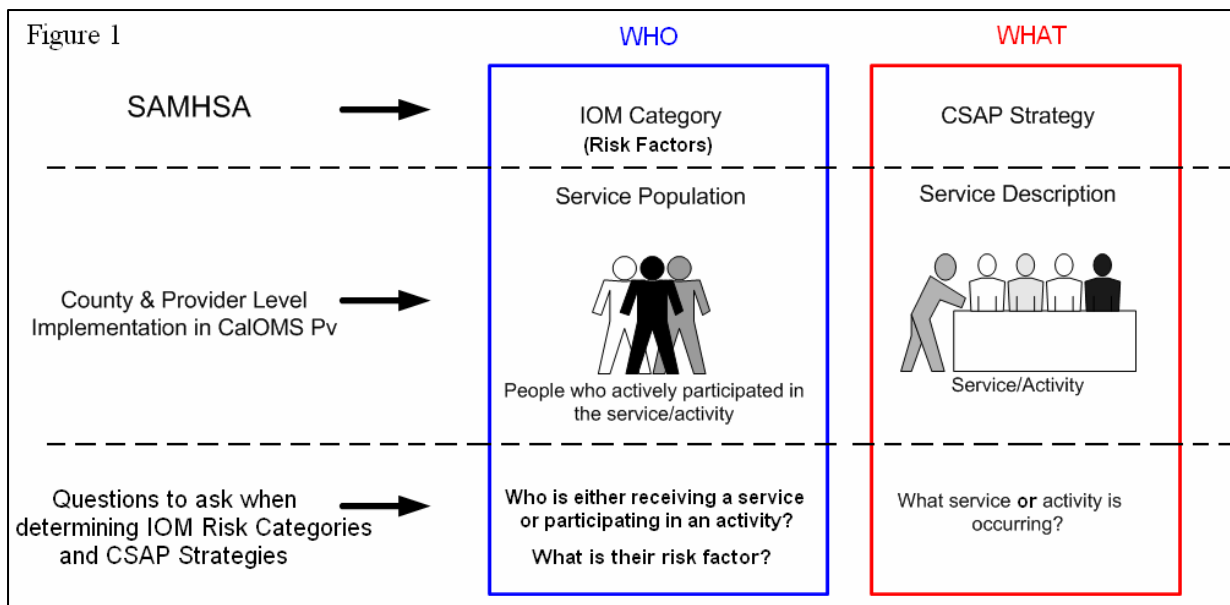 Figure 1
WHO
WHAT
SAMHSA
IOM Category
(Risk Factors)
CSAP Strategy
County & Provider Level
Implementation in CalOMS Pv
Service Population
People who actively participated in
the service/activity
Service Description
Service/Activity
Questions to ask when
determining IOM Risk Categories
and CSAP Strategies
Who is either receiving a service
or participating in an activity?
What is their risk factor?
What service or activity is
occurring?